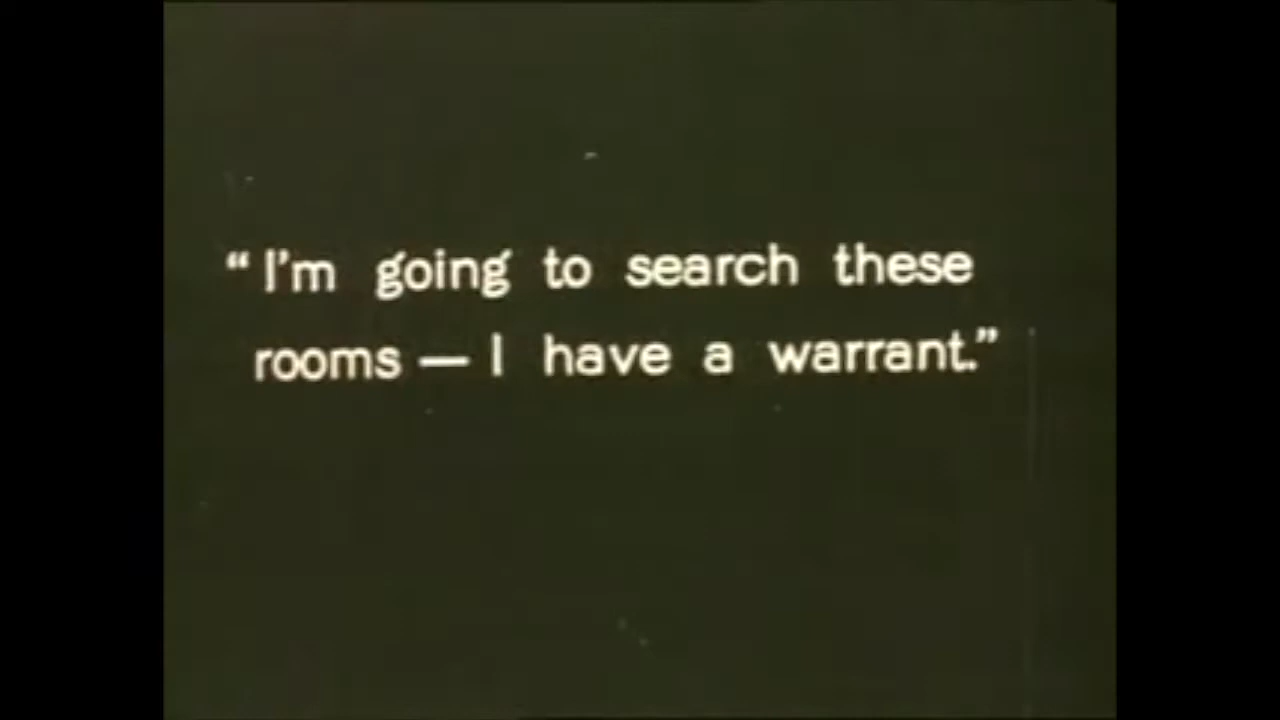 “ I’m going to search these
rooms — I have a warrant.”